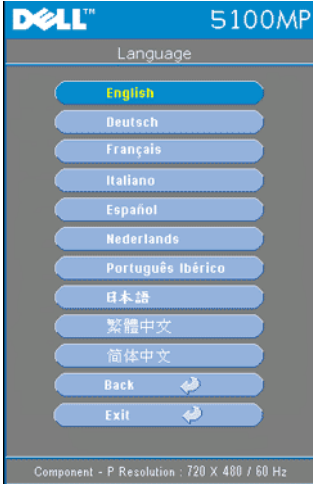 DELL™ 5100MP
Language
English
Deutsch
Français
Italiano
Español
Nederlands
Português Ibérico
日本語
繁體中文
简体中文
Back
Exit
Component - P Resolution : 720 X 480 / 60 Hz